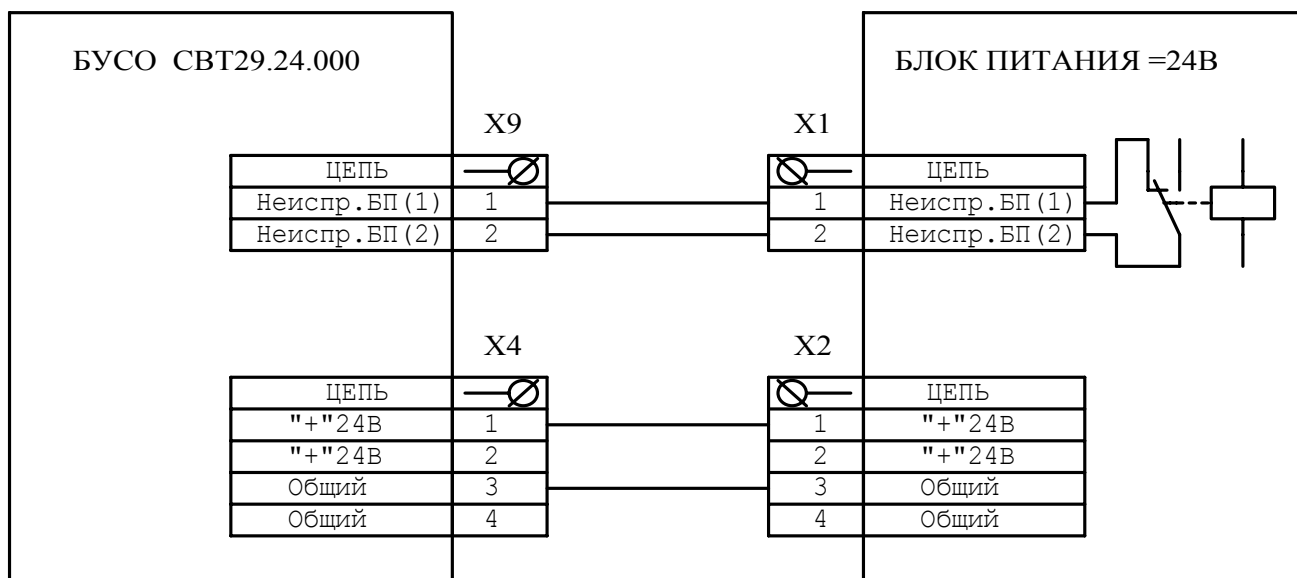 БУСО СВТ29.24.000
БЛОК ПИТАНИЯ =24В
X9
X1
ЦЕПЬ
ЦЕПЬ
Неиспр.БП(1) 1
1 Неиспр.БП(1)
Неиспр.БП(2) 2
2 Неиспр.БП(2)
X4
X2
ЦЕПЬ
ЦЕПЬ
"+"24В 1
1 "+"24В
"+"24В 2
2 "+"24В
Общий 3
3 Общий
Общий 4
4 Общий